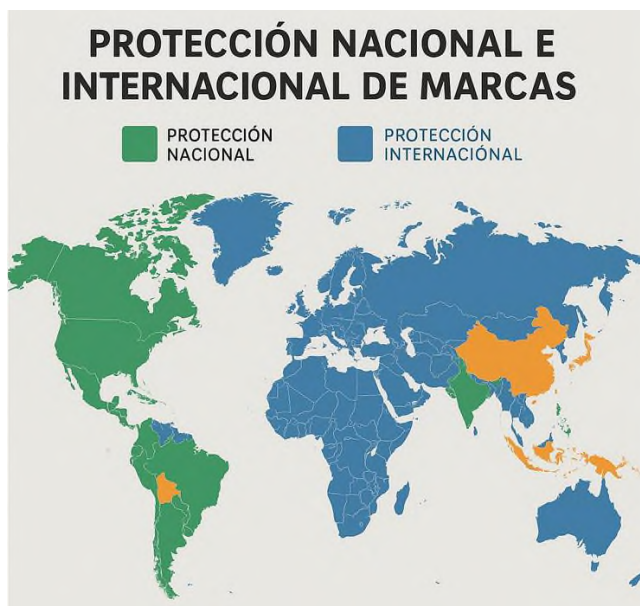 PROTECCIÓN NACIONAL E
INTERNACIONAL DE MARCAS
PROTECCIÓN
NACIONAL
PROTECCIÓN
INTERNACIÓNAL